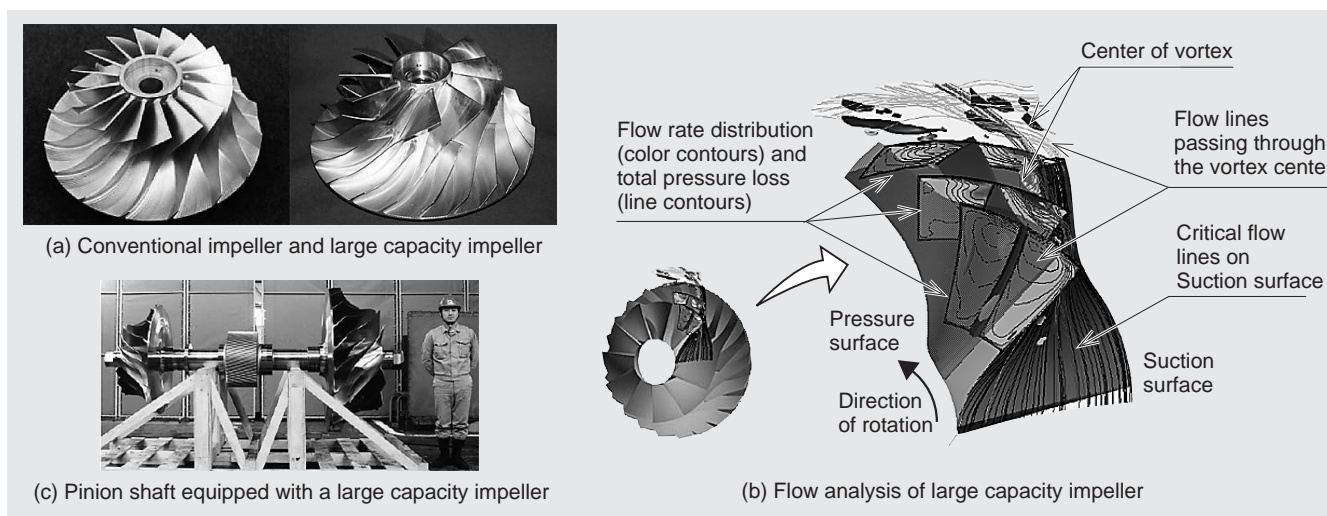 (a) Conventional impeller and large capacity impeller
(c) Pinion shaft equipped with a large capacity impeller
Flow rate distribution
(color contours) and
total pressure loss
(line contours)
Center of vortex
Flow lines
passing through
the vortex cente
Critical flow
lines on
Suction surface
Pressure
surface
Direction
of rotation
Suction
surface
(b) Flow analysis of large capacity impeller